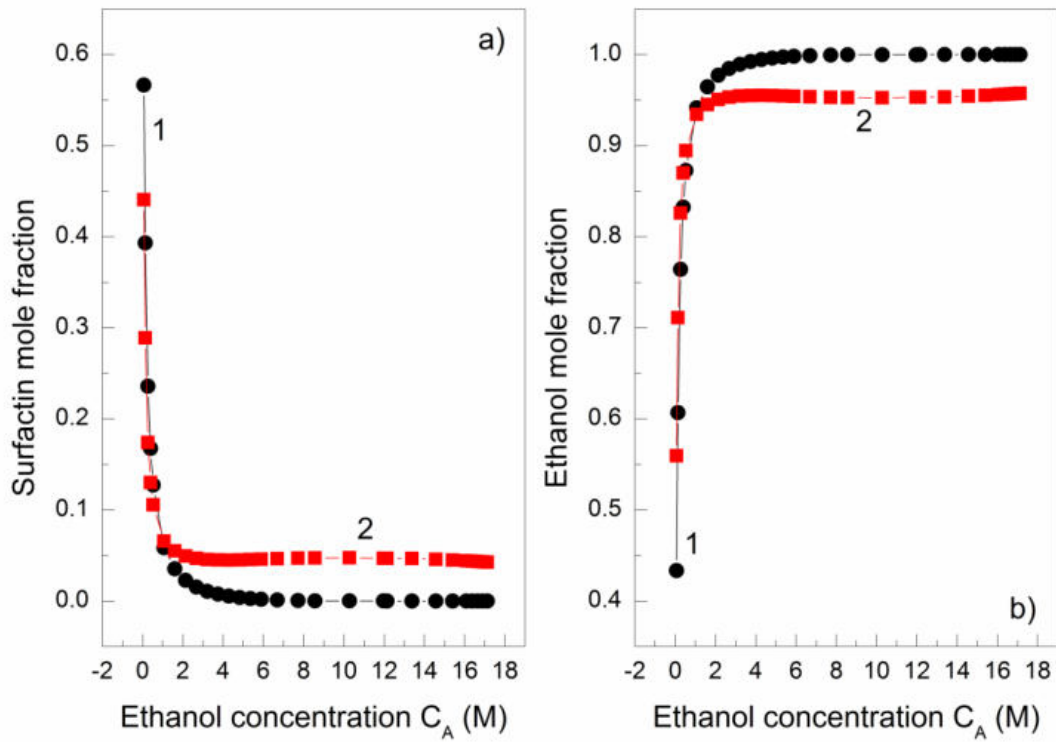 a)
0.6
0.5
0.4
0.3
0.2
0.1
0.0
1
2
Surfactin mole fraction
-2 0 2 4 6 8 10 12 14 16 18
Ethanol concentration C_A (M)
b)
1.0
0.9
0.8
0.7
0.6
0.5
0.4
1
2
Ethanol mole fraction
-2 0 2 4 6 8 10 12 14 16 18
Ethanol concentration C_A (M)